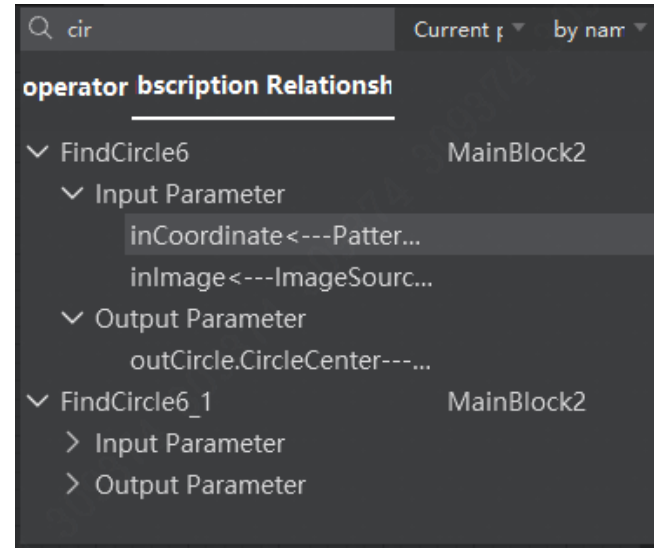 cir Current p by nam
operator bscription Relationsh
FindCircle6 MainBlock2
Input Parameter
inCoordinate<---Patter...
inImage<---ImageSourc...
Output Parameter
outCircle.CircleCenter---...
FindCircle6_1 MainBlock2
Input Parameter
Output Parameter